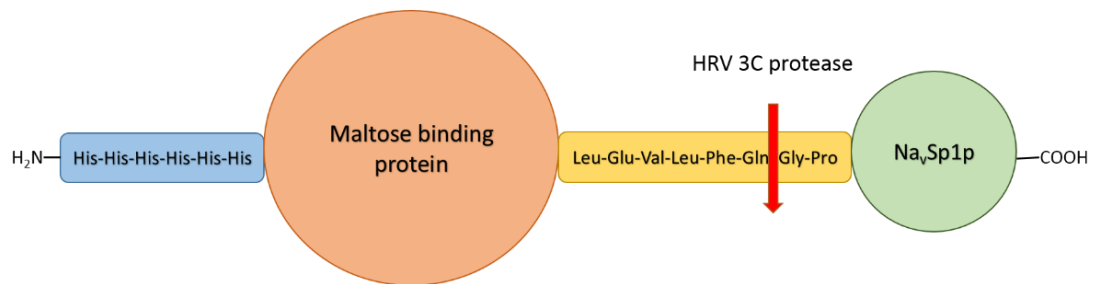 HRV 3C protease
H₂N
His-His-His-His-His-His
Maltose binding
protein
Leu-Glu-Val-Leu-Phe-Gln Gly-Pro
NaᵥSp1p
COOH